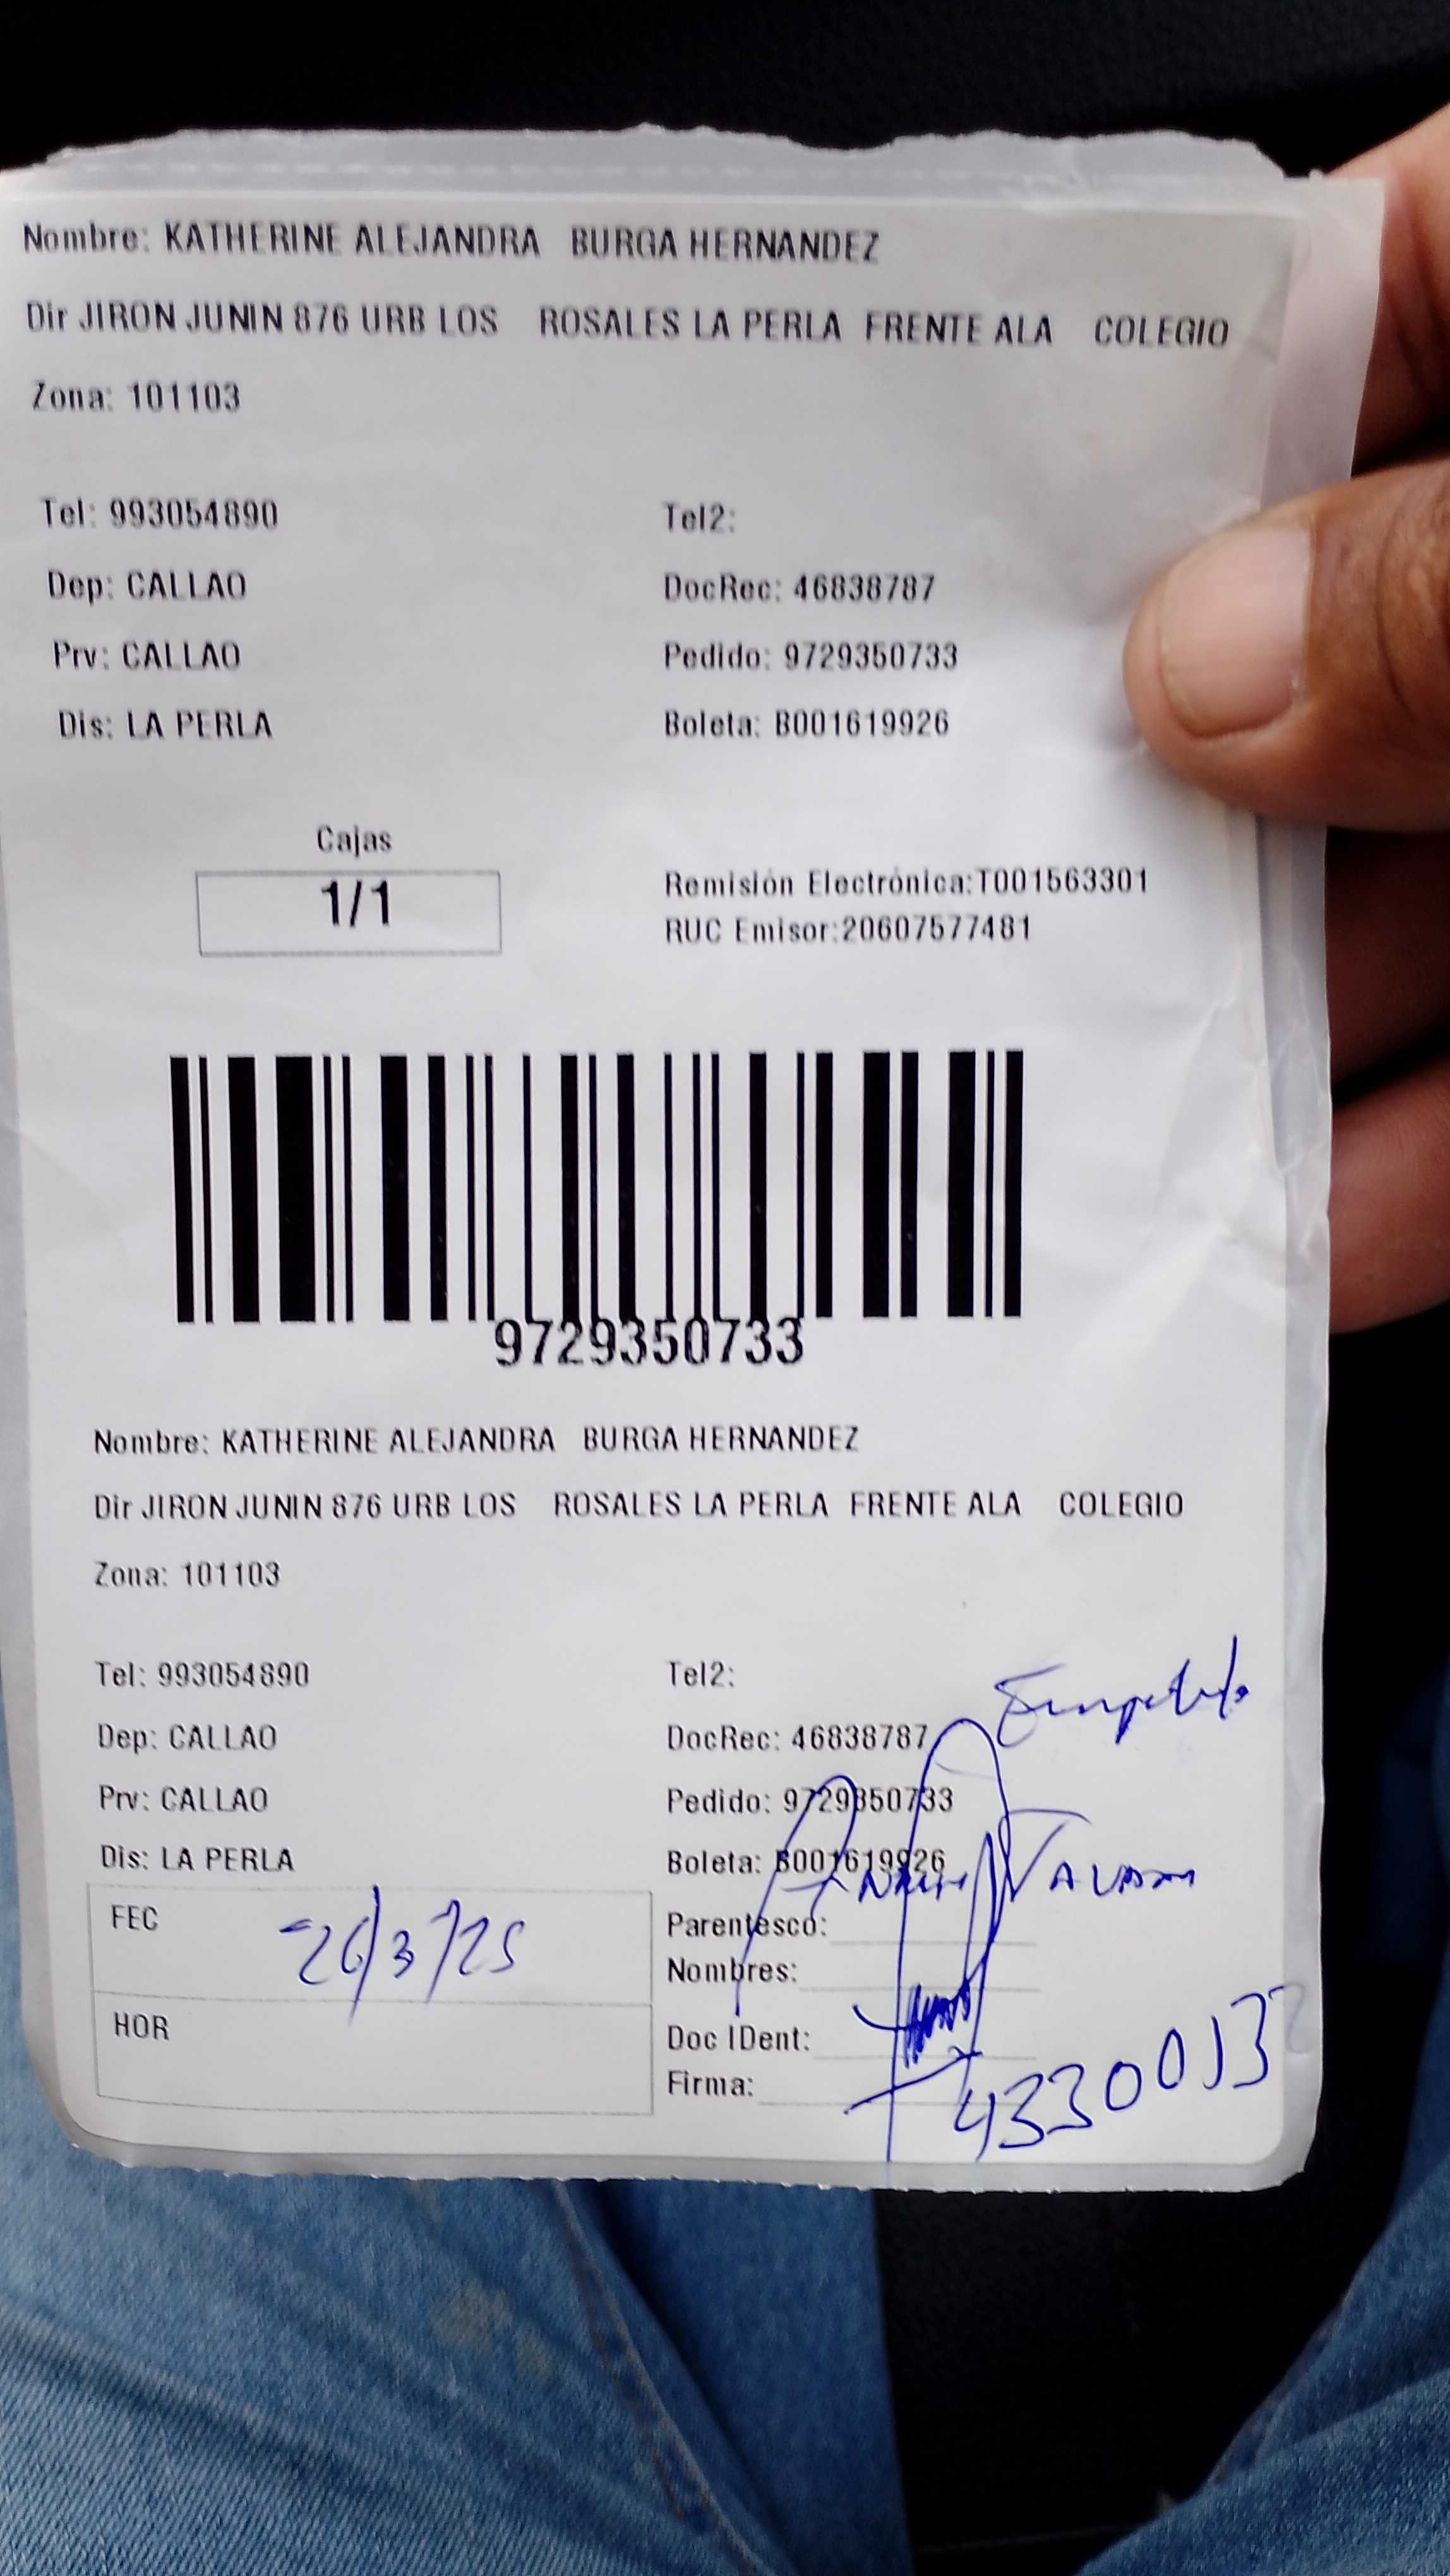 Nombre: KATHERINE ALEJANDRA BURGA HERNANDEZ
Dir JIRON JUNIN 876 URB LOS ROSALES LA PERLA FRENTE ALA COLEGIO
Zona: 101103
Tel: 993054890 Tel2:
Dep: CALLAO DocRec: 46838787
Prv: CALLAO Pedido: 9729350733
Dis: LA PERLA Boleta: B001619926
Cajas
1/1
Remisión Electrónica:T001563301
RUC Emisor:20607577481
9729350733
Nombre: KATHERINE ALEJANDRA BURGA HERNANDEZ
Dir JIRON JUNIN 876 URB LOS ROSALES LA PERLA FRENTE ALA COLEGIO
Zona: 101103
Tel: 993054890 Tel2:
Dep: CALLAO DocRec: 46838787
Prv: CALLAO Pedido: 9729350733
Dis: LA PERLA Boleta: B001619926
FEC 26/3/25
Parentesco:
Nombres:
HOR
Doc IDent:
Firma: